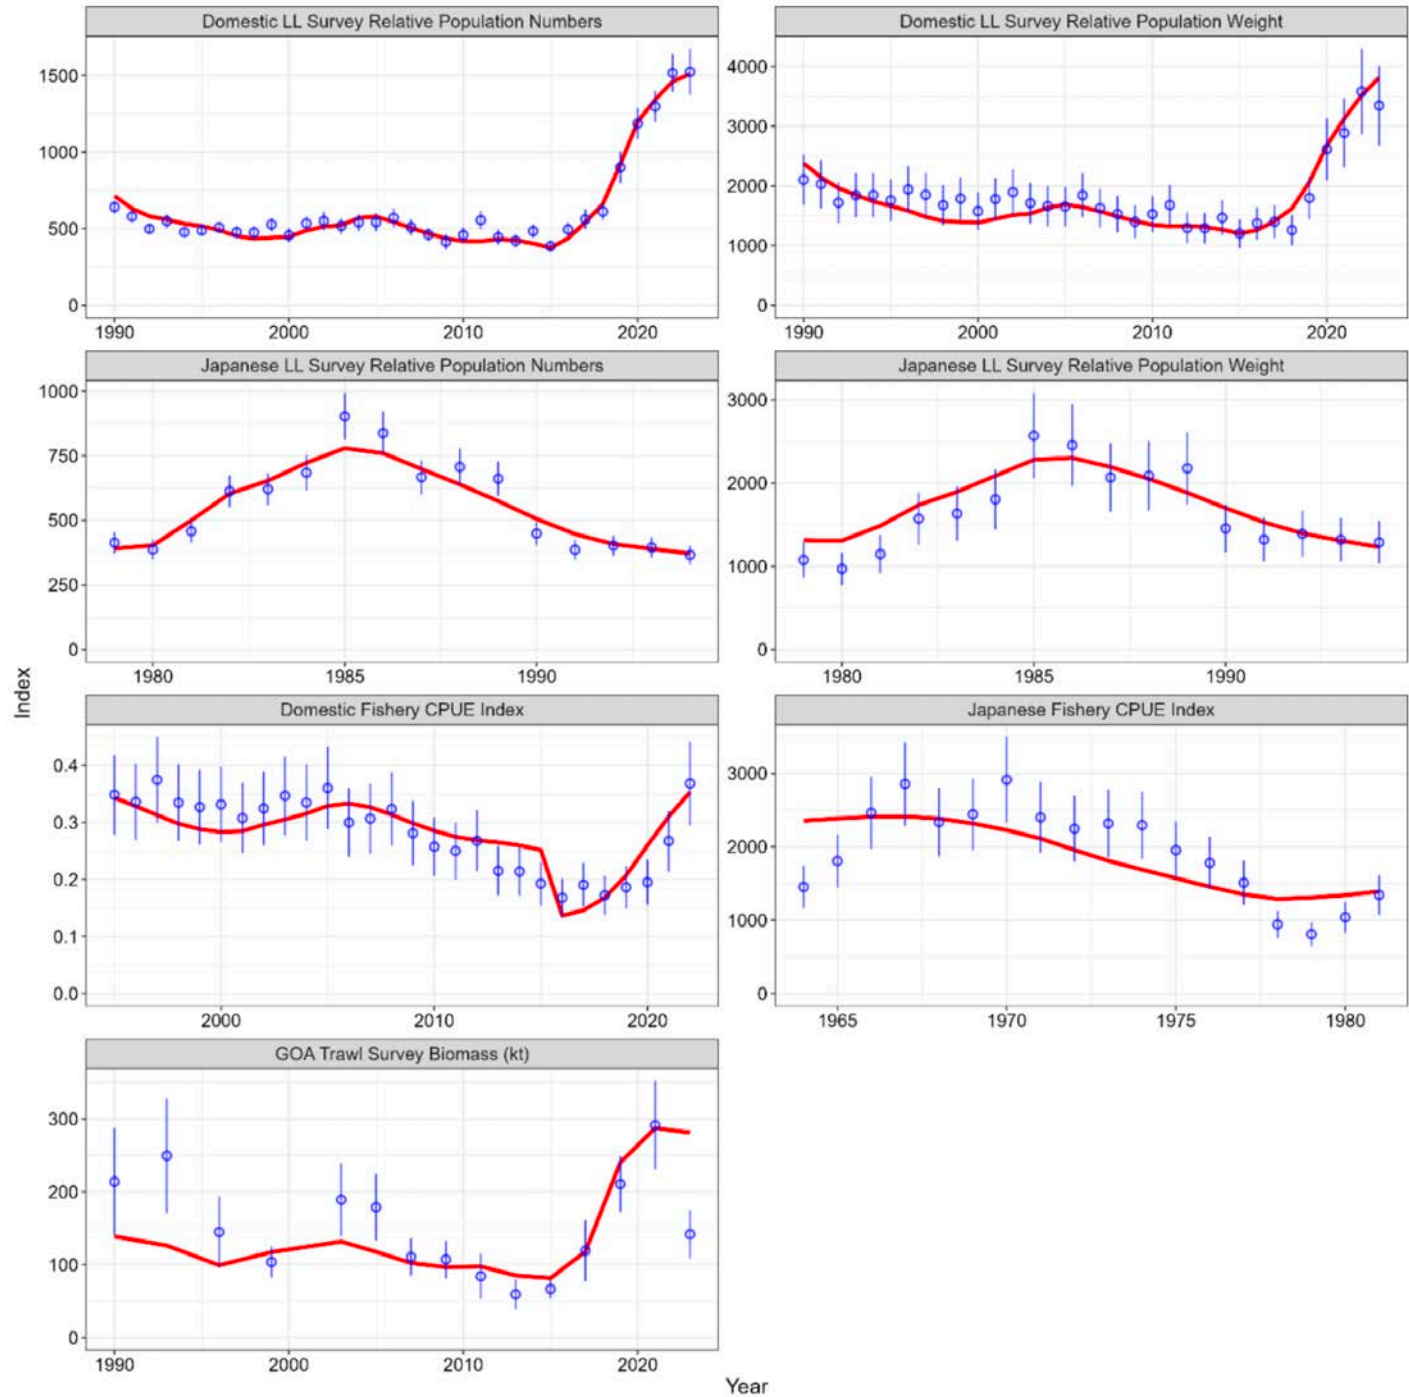 Domestic LL Survey Relative Population Numbers
Domestic LL Survey Relative Population Weight
1500
1000
500
0
1990 2000 2010 2020
4000
3000
2000
1000
0
1990 2000 2010 2020
Japanese LL Survey Relative Population Numbers
Japanese LL Survey Relative Population Weight
1000
750
500
250
0
1980 1985 1990
3000
2000
1000
0
1980 1985 1990
Index
Domestic Fishery CPUE Index
Japanese Fishery CPUE Index
0.4
0.3
0.2
0.1
0.0
2000 2010 2020
3000
2000
1000
0
1965 1970 1975 1980
GOA Trawl Survey Biomass (kt)
300
200
100
0
1990 2000 2010 2020
Year